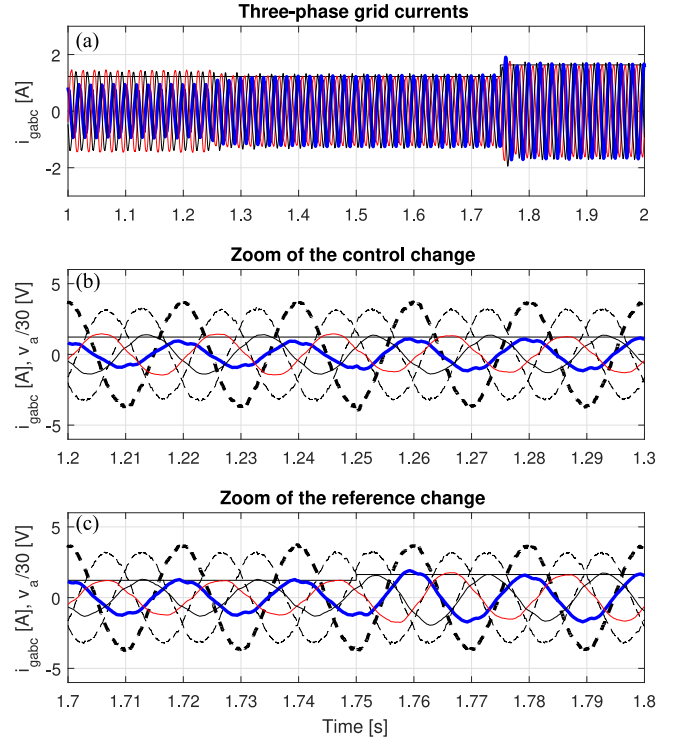 Three-phase grid currents
(a)
i_gabc [A]
2
0
-2
1 1.1 1.2 1.3 1.4 1.5 1.6 1.7 1.8 1.9 2
Zoom of the control change
(b)
i_gabc [A], v_a/30 [V]
5
0
-5
1.2 1.21 1.22 1.23 1.24 1.25 1.26 1.27 1.28 1.29 1.3
Zoom of the reference change
(c)
i_gabc [A], v_a/30 [V]
5
0
-5
1.7 1.71 1.72 1.73 1.74 1.75 1.76 1.77 1.78 1.79 1.8
Time [s]